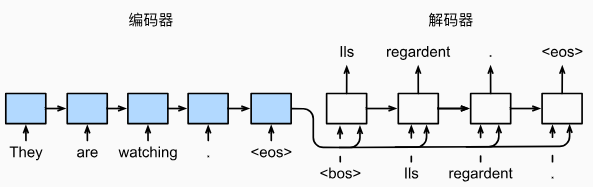 编码器 解码器
Ils regardent . <eos>
They are watching . <eos>
<bos> Ils regardent .